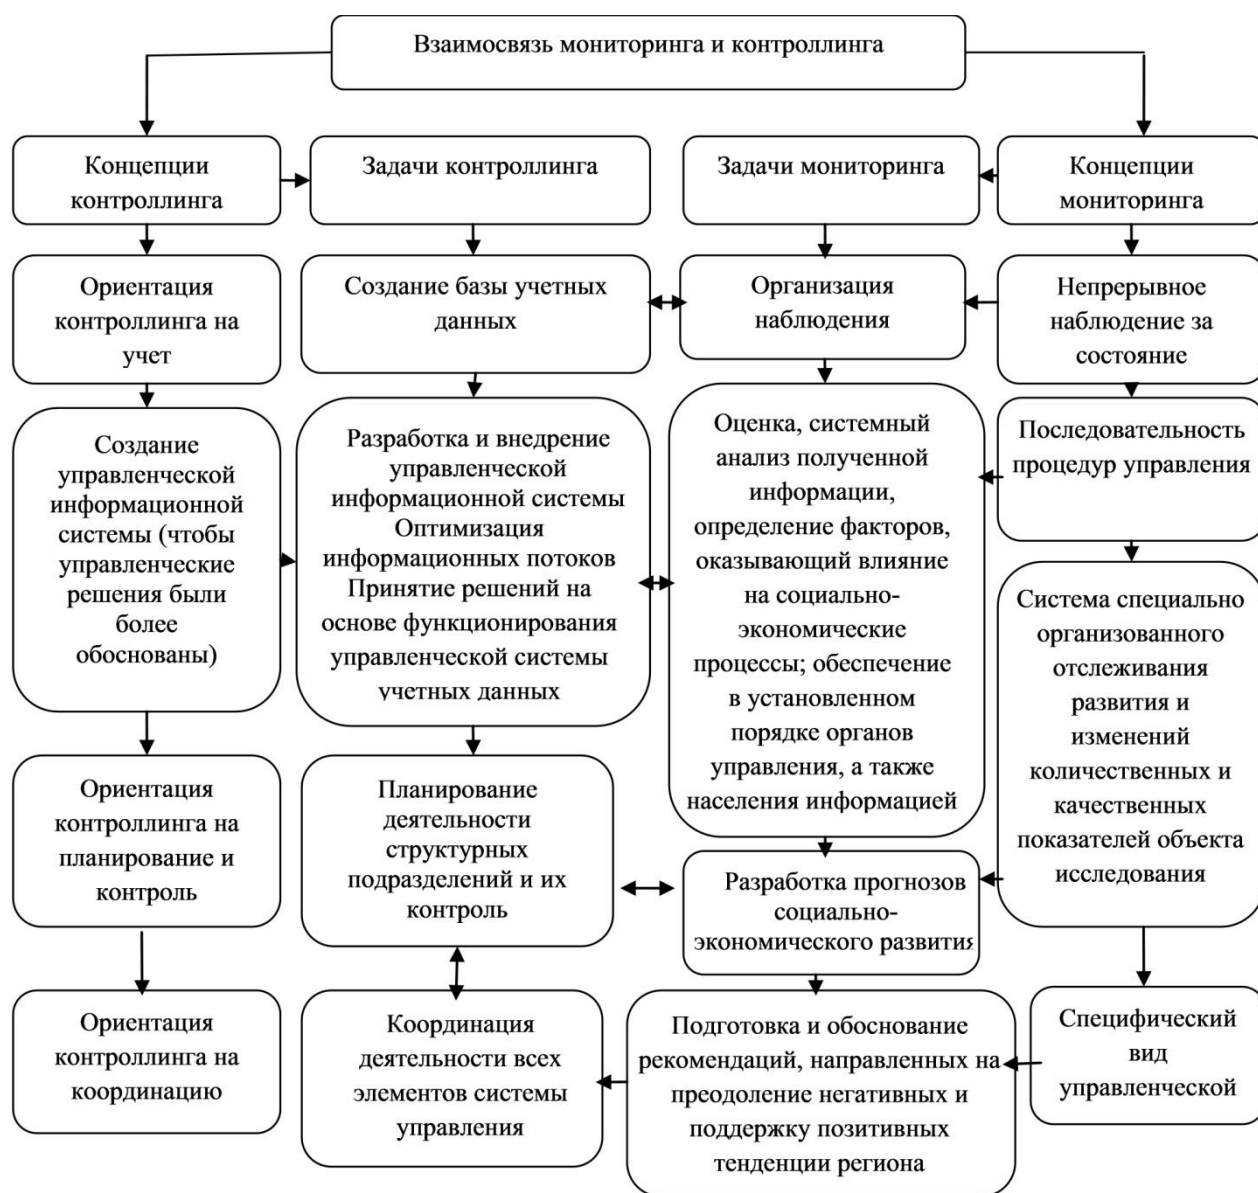 Взаимосвязь мониторинга и контроллинга
Концепции
контроллинга
Задачи контроллинга
Задачи мониторинга
Концепции
мониторинга
Ориентация
контроллинга на
учет
Создание базы учетных
данных
Организация
наблюдения
Непрерывное
наблюдение за
состояние
Создание
управленческой
информационной
системы (чтобы
управленческие
решения были
более
обоснованы)
Разработка и внедрение
управленческой
информационной системы
Оптимизация
информационных потоков
Принятие решений на
основе функционирования
управленческой системы
учетных данных
Оценка, системный
анализ полученной
информации,
определение факторов,
оказывающий влияние
на социально-
экономические
процессы; обеспечение
в установленном
порядке органов
управления, а также
населения информацией
Последовательность
процедур управления
Система специально
организованного
отслеживания
развития и
изменений
количественных и
качественных
показателей объекта
исследования
Ориентация
контроллинга на
планирование и
контроль
Планирование
деятельности
структурных
подразделений и их
контроль
Разработка прогнозов
социально-
экономического развития
Ориентация
контроллинга на
координацию
Координация
деятельности всех
элементов системы
управления
Подготовка и обоснование
рекомендаций, направленных на
преодоление негативных и
поддержку позитивных
тенденции региона
Специфический
вид
управленческой